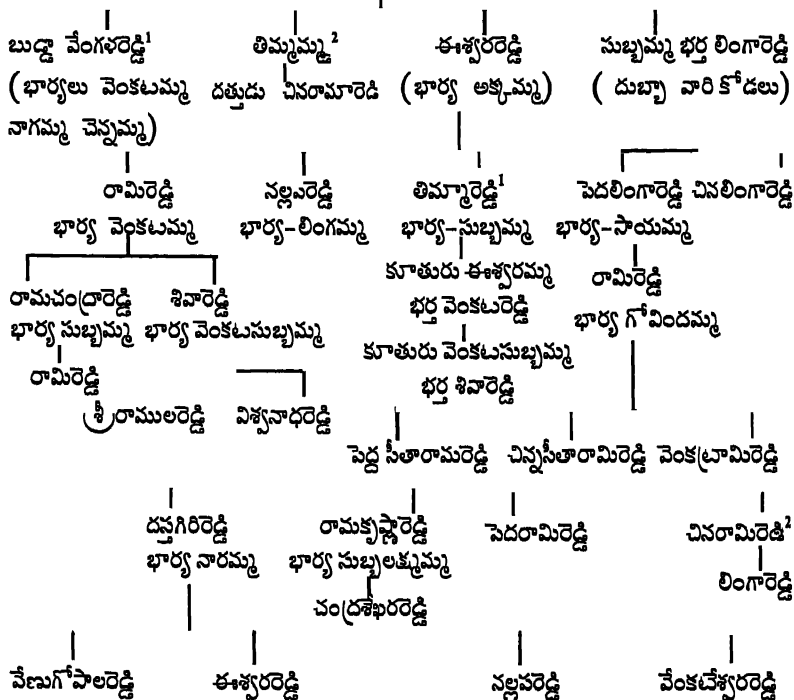 బుడ్డా వేంగళరెడ్డి¹ తిమ్మమ్మ² ఈశ్వరరెడ్డి సుబ్బమ్మ భర్త లింగారెడ్డి
(భార్యలు వెంకటమ్మ దత్తుడు చినరామారెడి (భార్య అక్కమ్మ) ( దుబ్బా వారి కోడలు)
నాగమ్మ చెన్నమ్మ)
రామిరెడ్డి నల్లపరెడ్డి తిమ్మారెడ్డి¹ పెదలింగారెడ్డి చినలింగారెడ్డి
భార్య వెంకటమ్మ భార్య-లింగమ్మ భార్య-సుబ్బమ్మ భార్య-సాయమ్మ
కూతురు ఈశ్వరమ్మ రామిరెడ్డి
రామచంద్రారెడ్డి శివారెడ్డి భర్త వెంకటరెడ్డి
భార్య సుబ్బమ్మ భార్య వెంకటసుబ్బమ్మ భార్య గోవిందమ్మ
కూతురు వెంకటసుబ్బమ్మ
రామిరెడ్డి భర్త శివారెడ్డి
శ్రీరాములరెడ్డి విశ్వనాధరెడ్డి
పెద్ద సీతారామరెడ్డి చిన్నసీతారామిరెడ్డి వెంకట్రామిరెడ్డి
దస్తగిరిరెడ్డి రామకృష్ణారెడ్డి పెదరామిరెడ్డి చినరామిరెడి²
భార్య నారమ్మ భార్య సుబ్బలక్ష్మమ్మ
లింగారెడ్డి
చంద్రశేఖరరెడ్డి
వేణుగోపాలరెడ్డి ఈశ్వరరెడ్డి నల్లపరెడ్డి వేంకటేశ్వరరెడ్డి